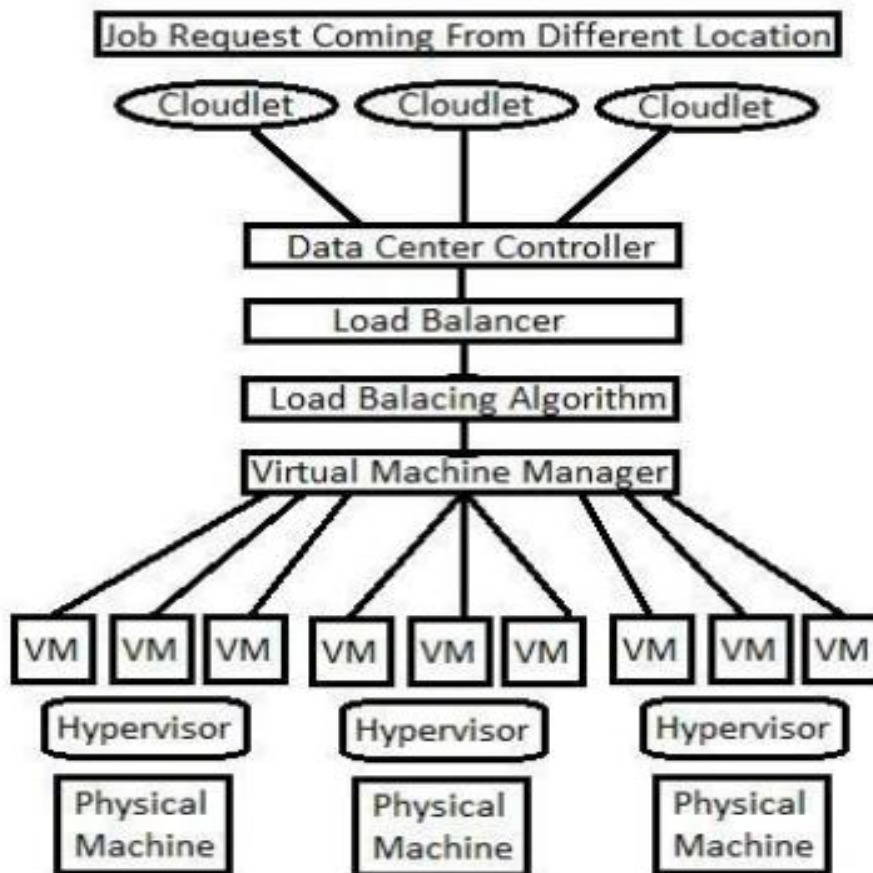 Job Request Coming From Different Location
Cloudlet Cloudlet Cloudlet
Data Center Controller
Load Balancer
Load Balacing Algorithm
Virtual Machine Manager
VM VM VM VM VM VM VM VM VM
Hypervisor Hypervisor Hypervisor
Physical Machine
Physical Machine
Physical Machine